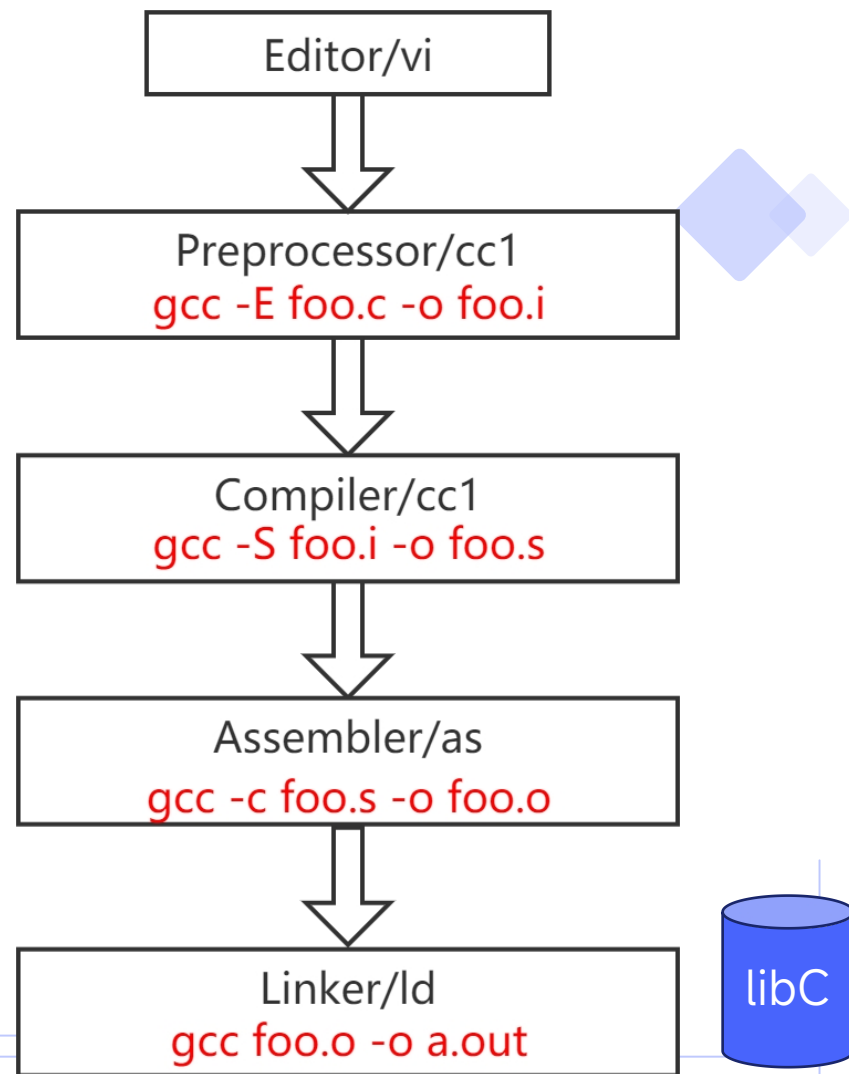 Editor/vi
Preprocessor/cc1
gcc -E foo.c -o foo.i
Compiler/cc1
gcc -S foo.i -o foo.s
Assembler/as
gcc -c foo.s -o foo.o
Linker/ld
gcc foo.o -o a.out
libC